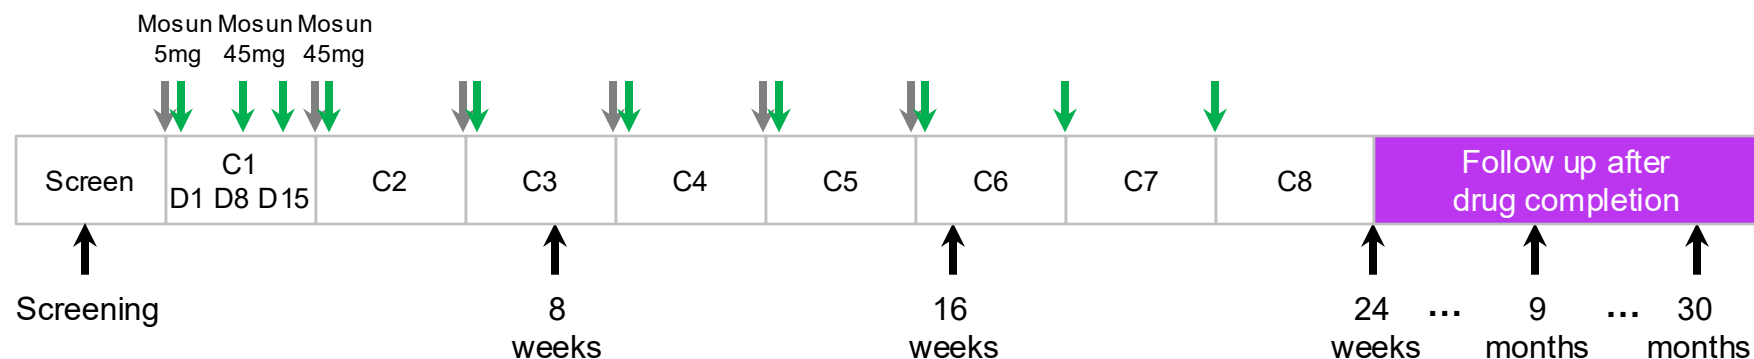 Mosun Mosun Mosun
5mg 45mg 45mg
Screen
C1
D1 D8 D15
C2
C3
C4
C5
C6
C7
C8
Follow up after
drug completion
Screening
8
weeks
16
weeks
24
weeks
...
9
months
...
30
months